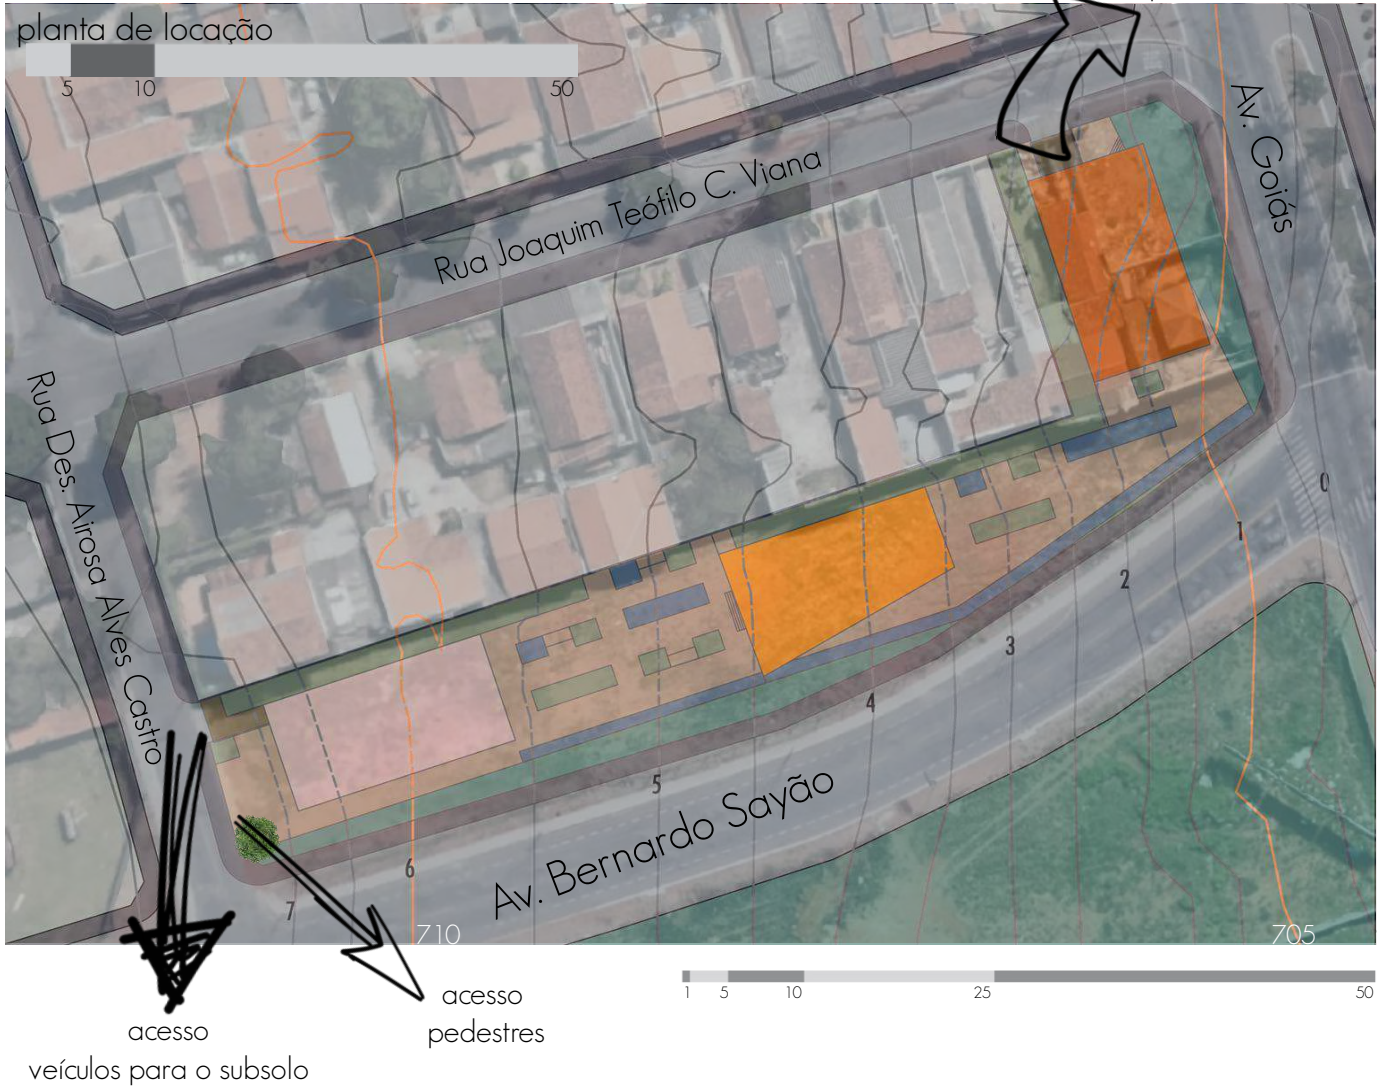 planta de locação
5 10 50
Av. Goiás
Rua Joaquim Teófilo C. Viana
Rua Des. Airosa Alves Castro
0
1
2
3
4
5
6
7
Av. Bernardo Sayão
710
705
1 5 10 25 50
acesso
pedestres
acesso
veículos para o subsolo